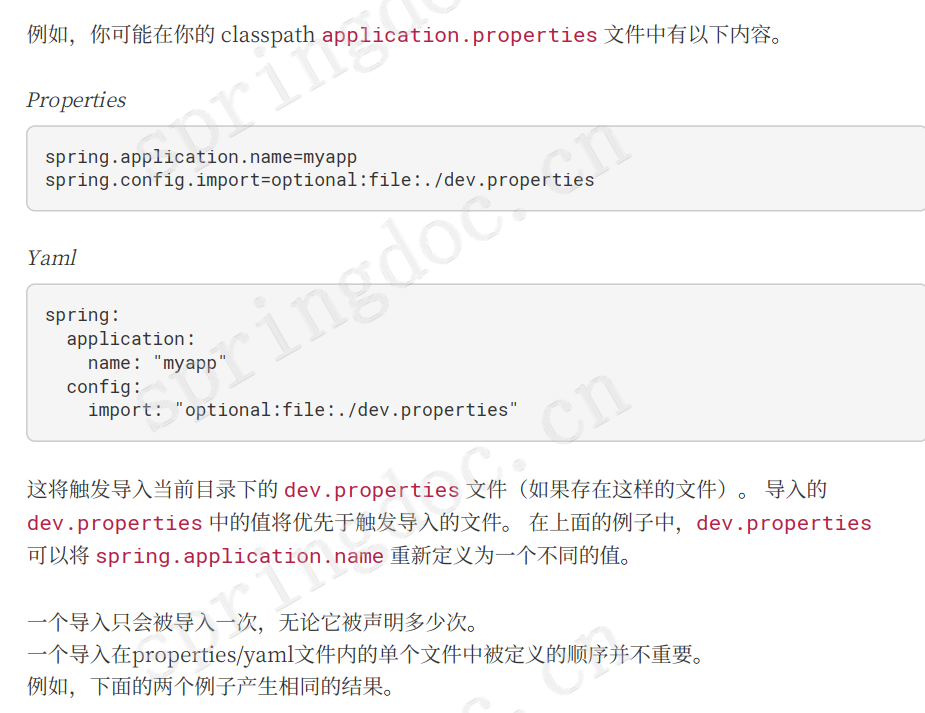 例如，你可能在你的 classpath application.properties 文件中有以下内容。
Properties
spring.application.name=myapp
spring.config.import=optional:file:./dev.properties
Yaml
spring:
  application:
    name: "myapp"
  config:
    import: "optional:file:./dev.properties"
这将触发导入当前目录下的 dev.properties 文件（如果存在这样的文件）。 导入的
dev.properties 中的值将优先于触发导入的文件。 在上面的例子中，dev.properties
可以将 spring.application.name 重新定义为一个不同的值。
一个导入只会被导入一次，无论它被声明多少次。
一个导入在properties/yaml文件内的单个文件中被定义的顺序并不重要。
例如，下面的两个例子产生相同的结果。
springdoc.cn
springdoc.cn
springdoc.cn